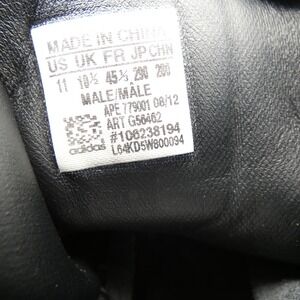 MADE IN CHINA
US UK FR JP CHN
11 10½ 45⅓ 290 290
MALE/MÂLE
APE 779001 08/12
ART G56462
#106238194
adidas L64KD5W800094